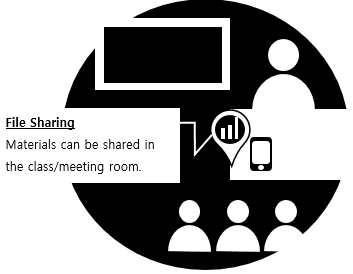 File Sharing
Materials can be shared in
the class/meeting room.